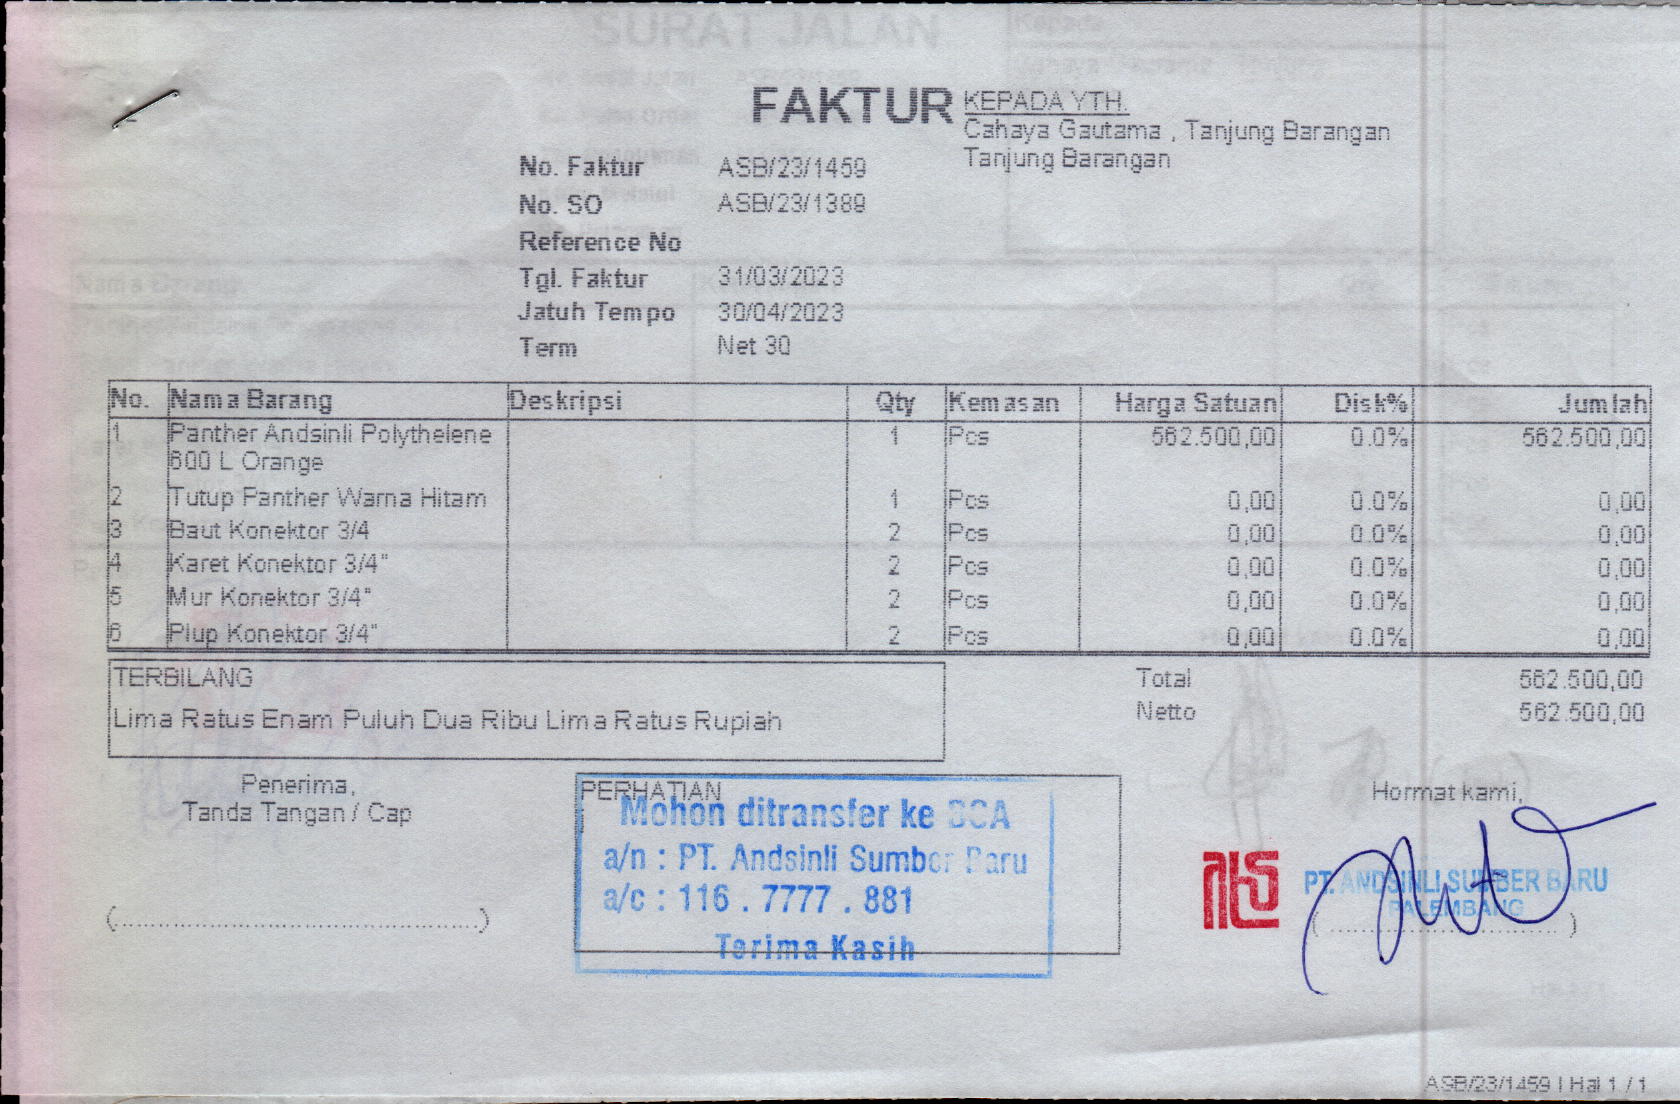 FAKTUR
KEPADA YTH.
Cahaya Gautama , Tanjung Barangan
Tanjung Barangan
No. Faktur ASB/23/1459
No. SO ASB/23/1389
Reference No
Tgl. Faktur 31/03/2023
Jatuh Tempo 30/04/2023
Term Net 30
No. Nama Barang Deskripsi Qty Kemasan Harga Satuan Disk% Jumlah
1 Panther Andsinli Polythelene 1 Pcs 562.500,00 0.0% 562.500,00
600 L Orange
2 Tutup Panther Warna Hitam 1 Pcs 0,00 0.0% 0,00
3 Baut Konektor 3/4 2 Pcs 0,00 0.0% 0,00
4 Karet Konektor 3/4" 2 Pcs 0,00 0.0% 0,00
5 Mur Konektor 3/4" 2 Pcs 0,00 0.0% 0,00
6 Plup Konektor 3/4" 2 Pcs 0,00 0.0% 0,00
TERBILANG
Lima Ratus Enam Puluh Dua Ribu Lima Ratus Rupiah
Total 562.500,00
Netto 562.500,00
Penerima,
Tanda Tangan / Cap
(................................................)
PERHATIAN
Mohon ditransfer ke BCA
a/n : PT. Andsinli Sumber Baru
a/c : 116 . 7777 . 881
Terima Kasih
Hormat kami,
PT. ANDSINLI SUMBER BARU
PALEMBANG
(..............................)
ASB/23/1459 | Hal 1 / 1
SURAT JALAN